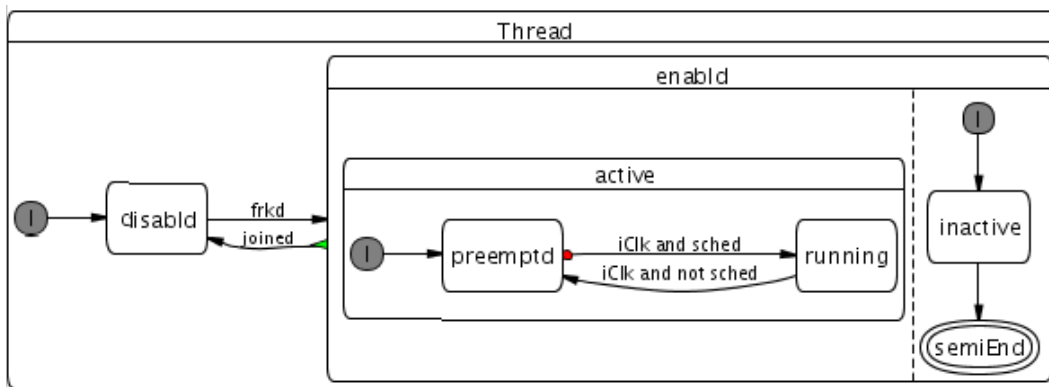 Thread
enabld
I
active
I
disabld
frkd
joined
I
preemptd
iClk and sched
iClk and not sched
running
inactive
semiEnd